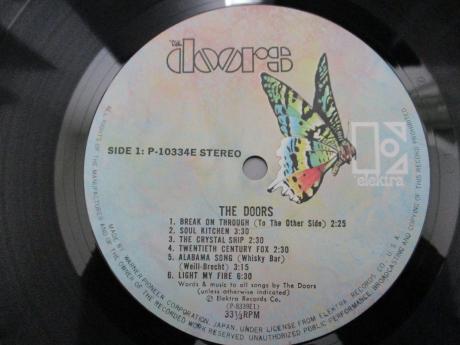 THE
doors
SIDE 1: P-10334E STEREO
E
elektra
THE DOORS
1. BREAK ON THROUGH (To The Other Side) 2:25
2. SOUL KITCHEN 3:30
3. THE CRYSTAL SHIP 2:30
4. TWENTIETH CENTURY FOX 2:30
5. ALABAMA SONG (Whisky Bar)
(Weill-Brecht) 3:15
6. LIGHT MY FIRE 6:30
Words & music to all songs by The Doors
(unless otherwise indicated)
℗ Elektra Records Co.
(P-8339E1)
33⅓RPM
MADE BY WARNER-PIONEER CORPORATION, JAPAN, UNDER LICENSE FROM ELEKTRA RECORDS CO., U.S.A.
ALL RIGHTS OF THE MANUFACTURER AND OF THE OWNER OF THE RECORDED WORK RESERVED UNAUTHORIZED PUBLIC PERFORMANCE, BROADCASTING AND COPYING OF THIS RECORD PROHIBITED